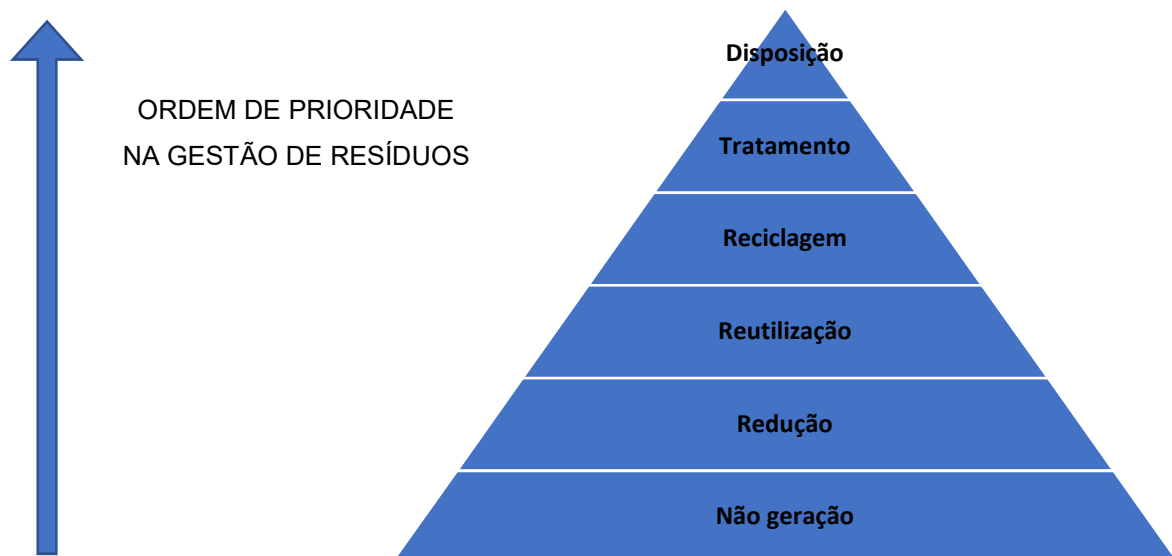 ORDEM DE PRIORIDADE
NA GESTÃO DE RESÍDUOS
Disposição
Tratamento
Reciclagem
Reutilização
Redução
Não geração